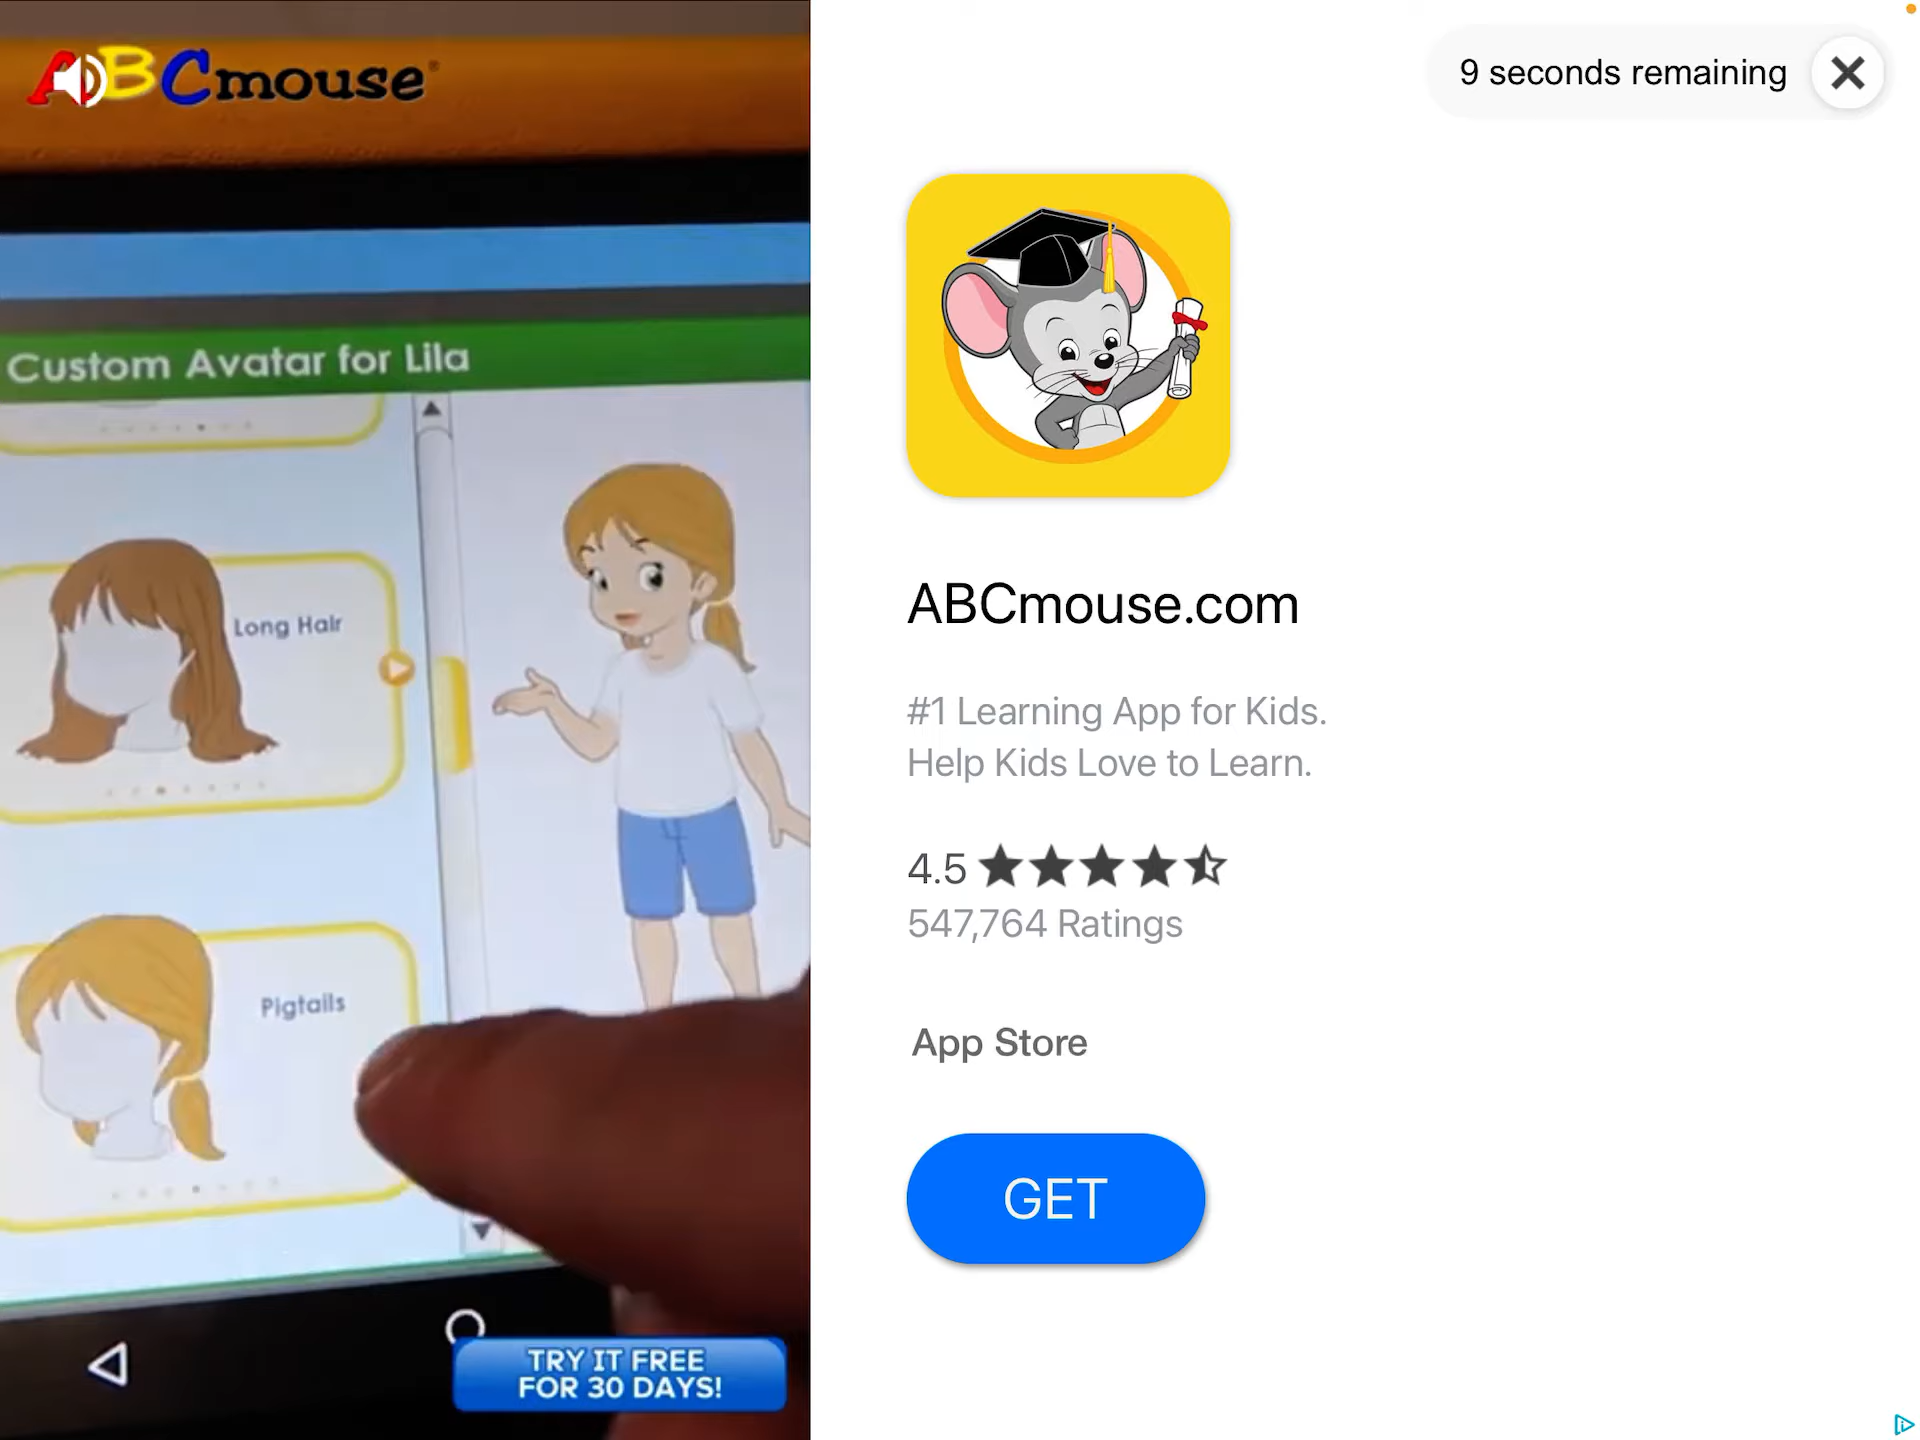 ABCmouse
Custom Avatar for Lila
Long Hair
Pigtails
TRY IT FREE
FOR 30 DAYS!
9 seconds remaining
ABCmouse.com
#1 Learning App for Kids.
Help Kids Love to Learn.
4.5
547,764 Ratings
App Store
GET